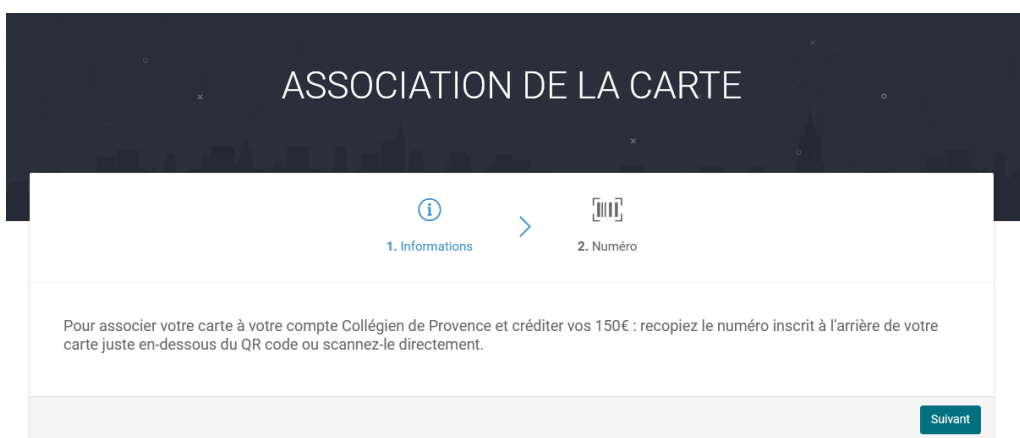 ASSOCIATION DE LA CARTE
1. Informations
2. Numéro
Pour associer votre carte à votre compte Collégien de Provence et créditer vos 150€ : recopiez le numéro inscrit à l'arrière de votre
carte juste en-dessous du QR code ou scannez-le directement.
Suivant